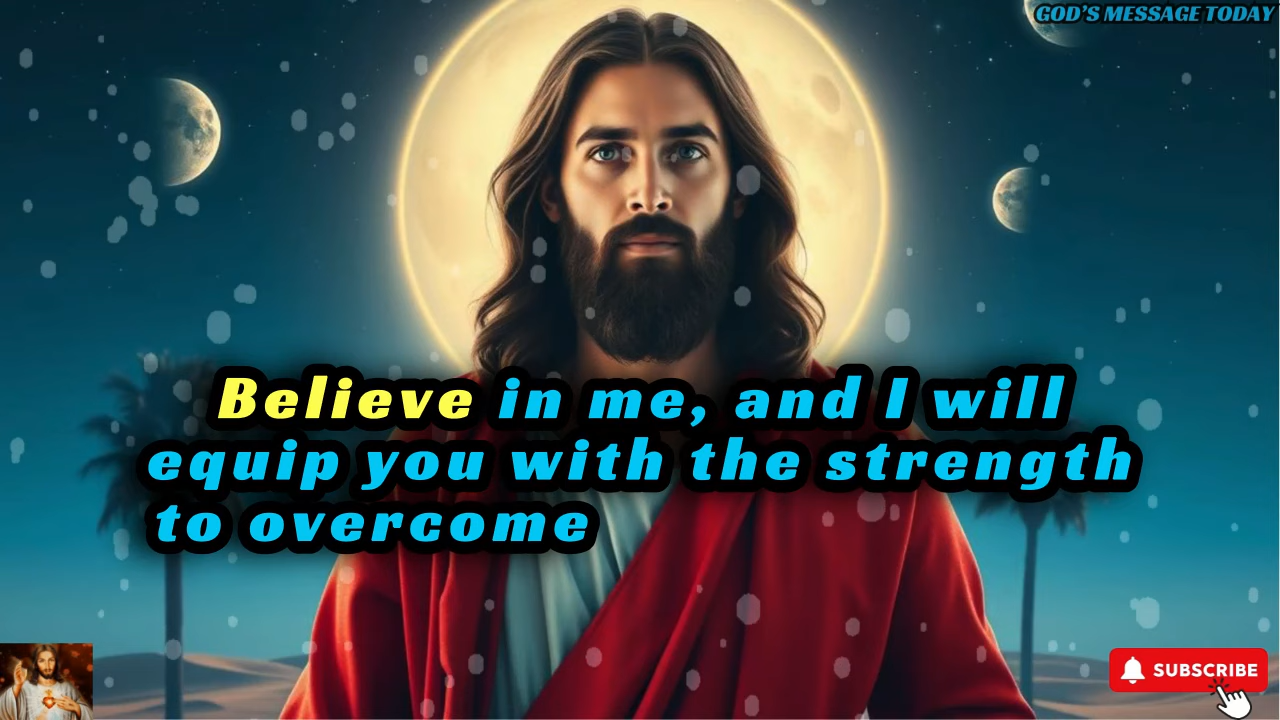 GOD'S MESSAGE TODAY
Believe in me, and I will
equip you with the strength
to overcome
SUBSCRIBE